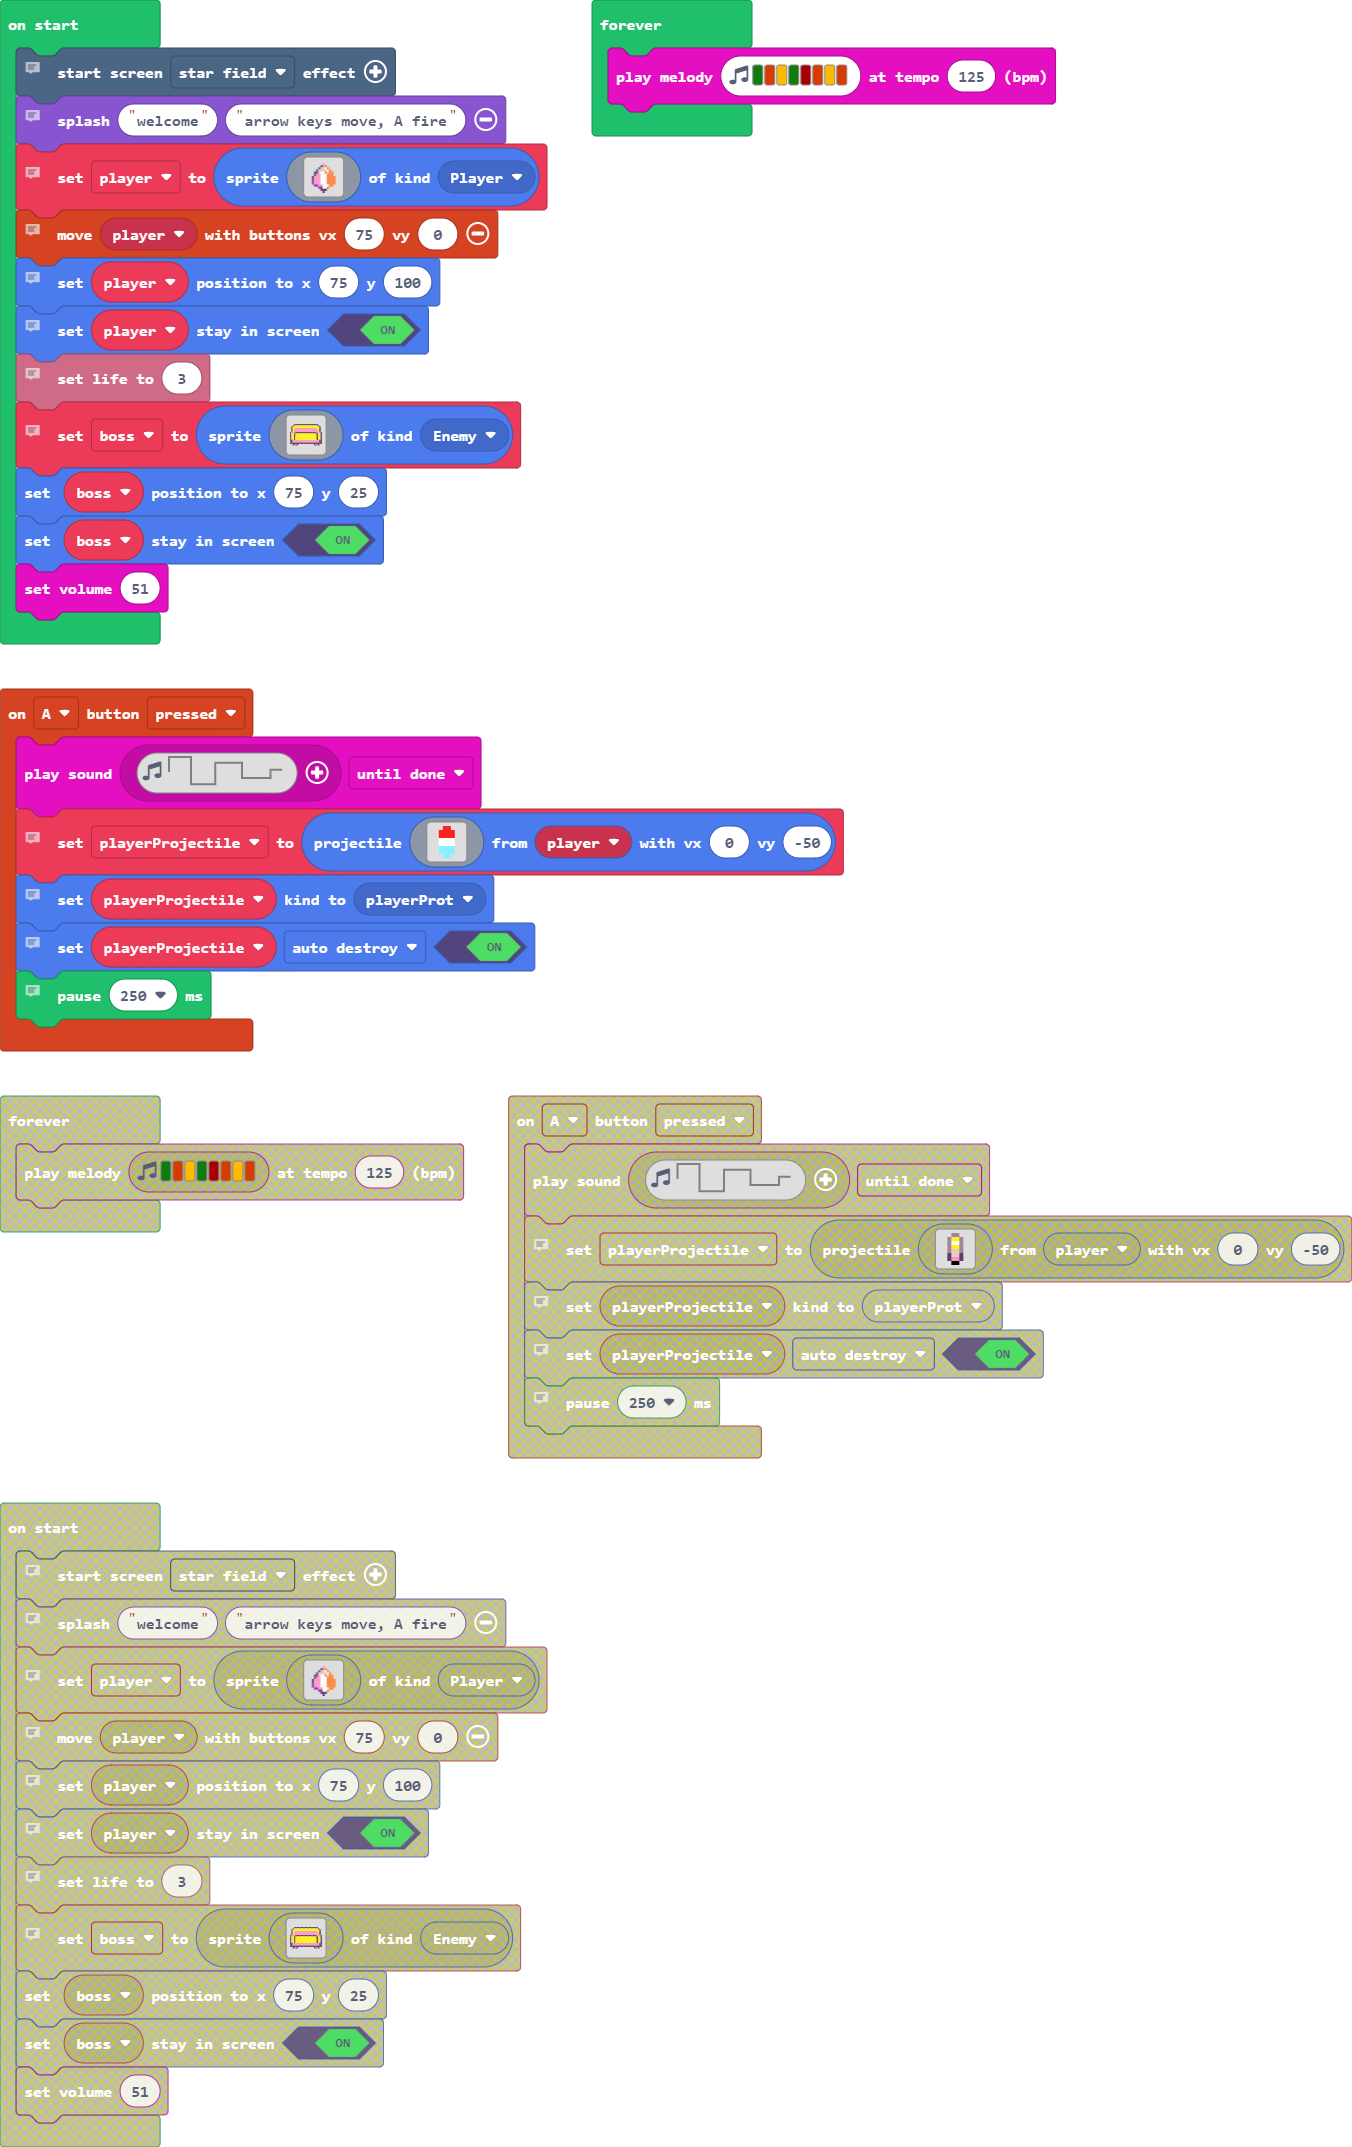 on start
start screen star field effect
splash "welcome" "arrow keys move, A fire"
set player to sprite of kind Player
move player with buttons vx 75 vy 0
set player position to x 75 y 100
set player stay in screen ON
set life to 3
set boss to sprite of kind Enemy
set boss position to x 75 y 25
set boss stay in screen ON
set volume 51
forever
play melody at tempo 125 (bpm)
on A button pressed
play sound until done
set playerProjectile to projectile from player with vx 0 vy -50
set playerProjectile kind to playerProt
set playerProjectile auto destroy ON
pause 250 ms
forever
play melody at tempo 125 (bpm)
on A button pressed
play sound until done
set playerProjectile to projectile from player with vx 0 vy -50
set playerProjectile kind to playerProt
set playerProjectile auto destroy ON
pause 250 ms
on start
start screen star field effect
splash "welcome" "arrow keys move, A fire"
set player to sprite of kind Player
move player with buttons vx 75 vy 0
set player position to x 75 y 100
set player stay in screen ON
set life to 3
set boss to sprite of kind Enemy
set boss position to x 75 y 25
set boss stay in screen ON
set volume 51